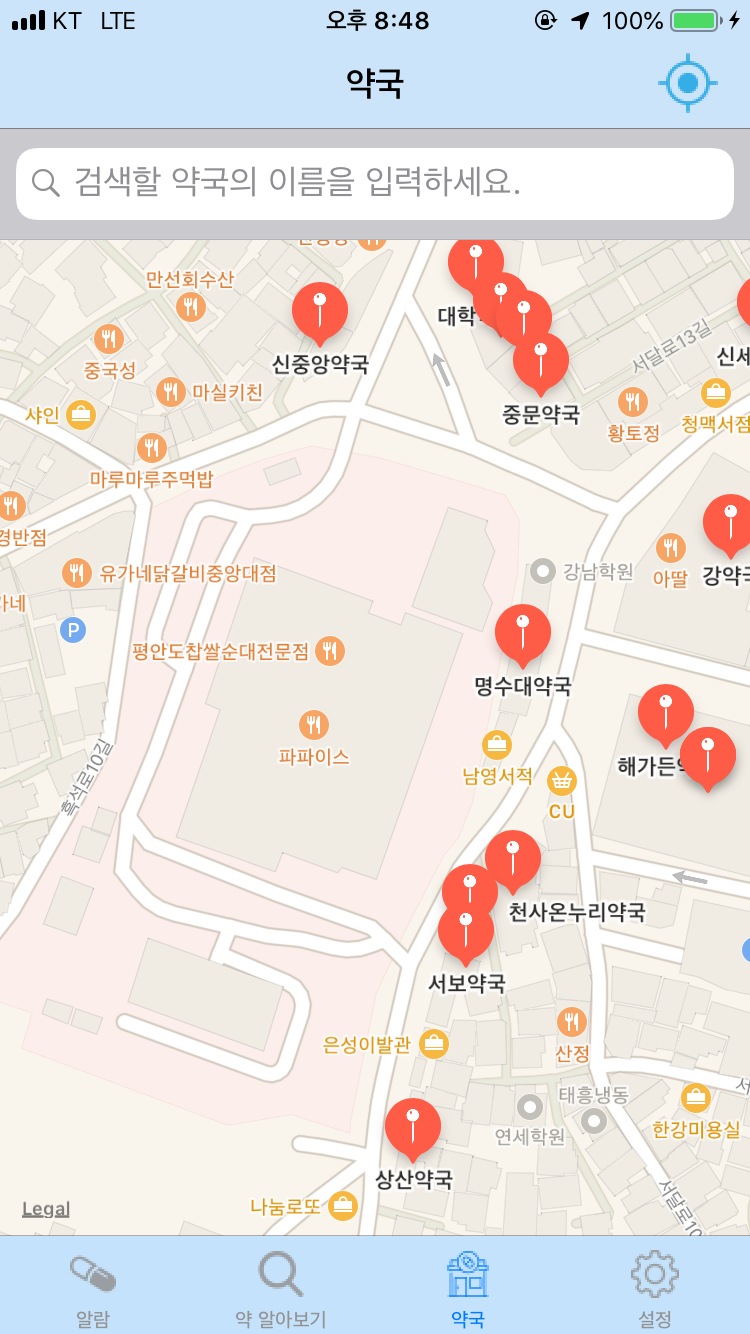 KT LTE 오후 8:48 100%
약국
검색할 약국의 이름을 입력하세요.
만선회수산
대학
서달로13길
신중앙약국
신세
중국성
마실키친
중문약국
샤인
황토정
청맥서점
마루마루주먹밥
경반점
유가네닭갈비중앙대점
강남학원
아딸
강약국
가네
P
평안도찹쌀순대전문점
명수대약국
파파이스
남영서적
해가든약
흑석로10길
CU
천사온누리약국
서보약국
은성이발관
산정
태흥냉동
연세학원
한강미용실
상산약국
서달로10
나눔로또
Legal
알람
약 알아보기
약국
설정